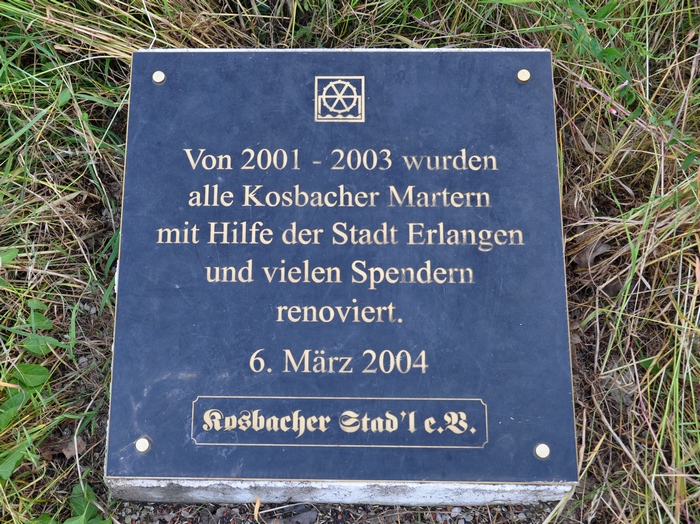 Von 2001 - 2003 wurden
alle Kosbacher Martern
mit Hilfe der Stadt Erlangen
und vielen Spendern
renoviert.
6. März 2004
Kosbacher Stad'l e.V.